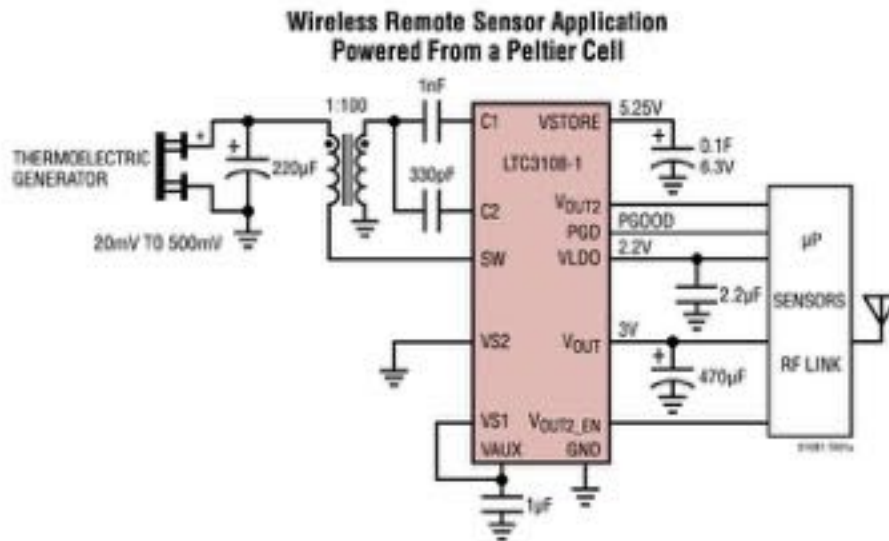 Wireless Remote Sensor Application
Powered From a Peltier Cell
THERMOELECTRIC
GENERATOR
20mV TO 500mV
+
+
220µF
1:100
1nF
330pF
C1
C2
SW
VS2
VS1
VAUX
1µF
LTC3108-1
VSTORE
VOUT2
PGD
VLDO
VOUT
VOUT2_EN
GND
5.25V
+
0.1F
6.3V
PGOOD
2.2V
2.2µF
3V
+
470µF
µP
SENSORS
RF LINK